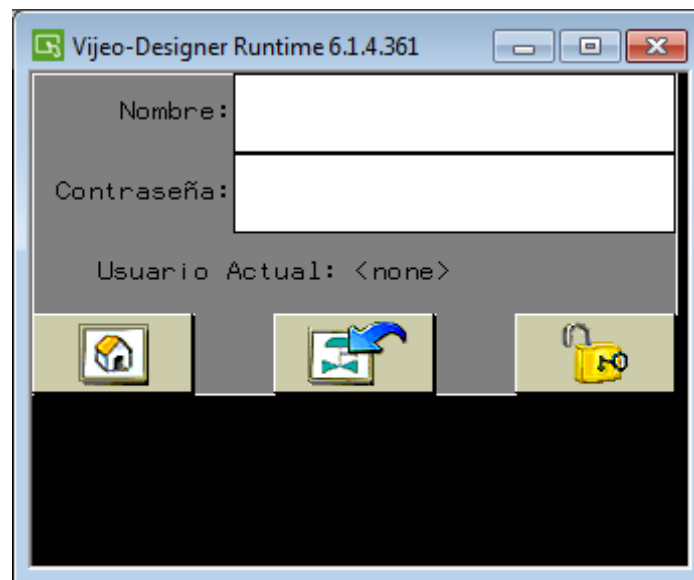 Vijeo-Designer Runtime 6.1.4.361
Nombre:
Contraseña:
Usuario Actual: <none>